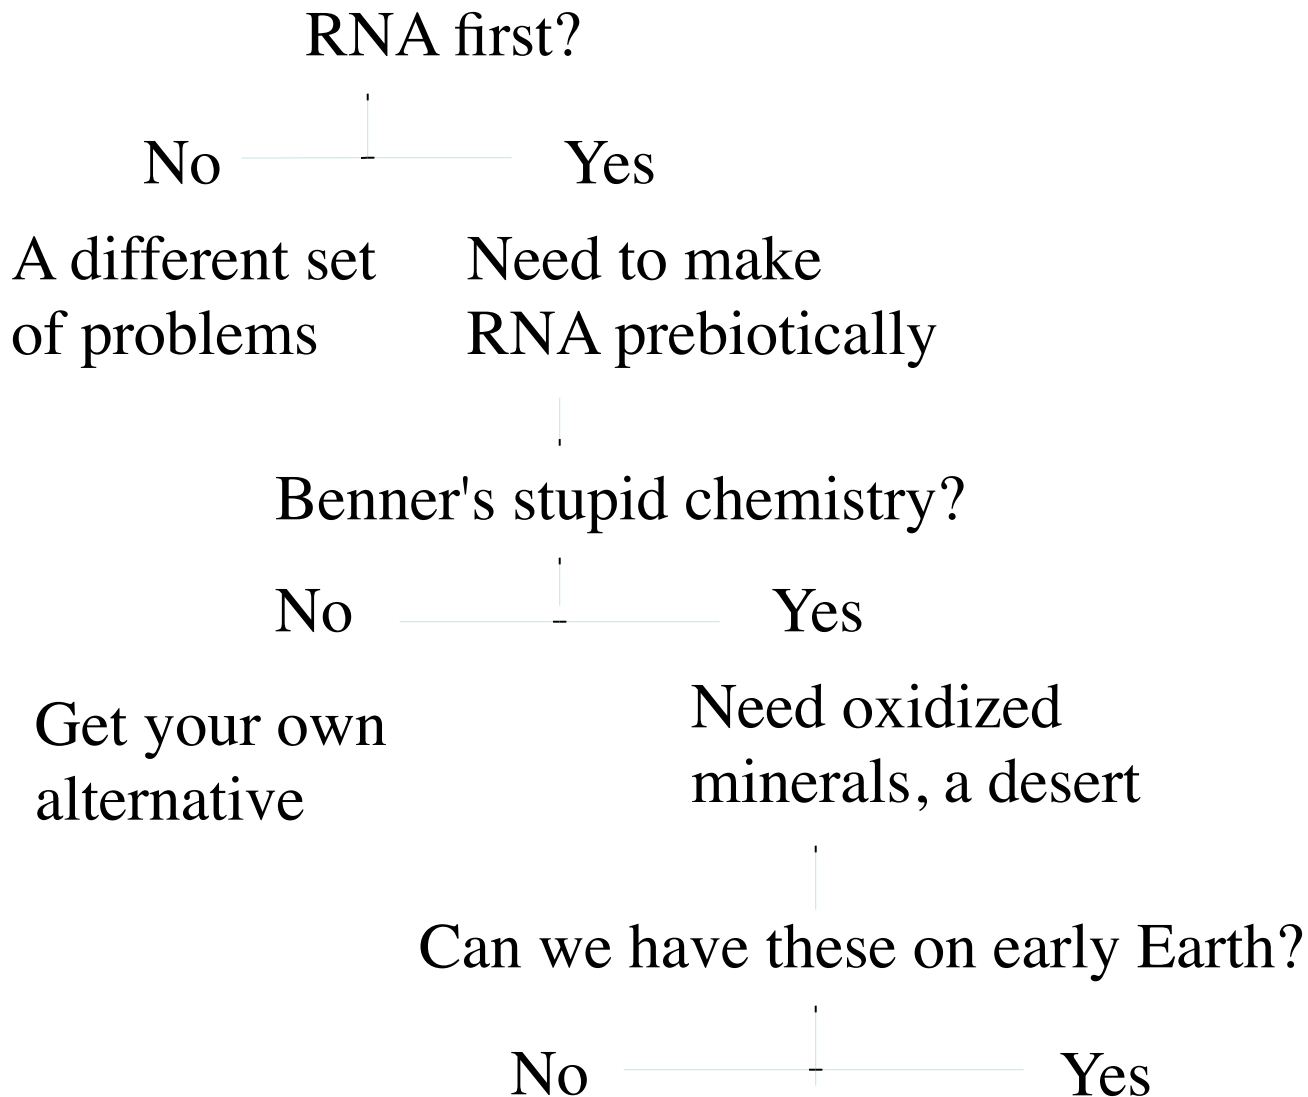 RNA first?
No
Yes
A different set
of problems
Need to make
RNA prebiotically
Benner's stupid chemistry?
No
Yes
Get your own
alternative
Need oxidized
minerals, a desert
Can we have these on early Earth?
No
Yes